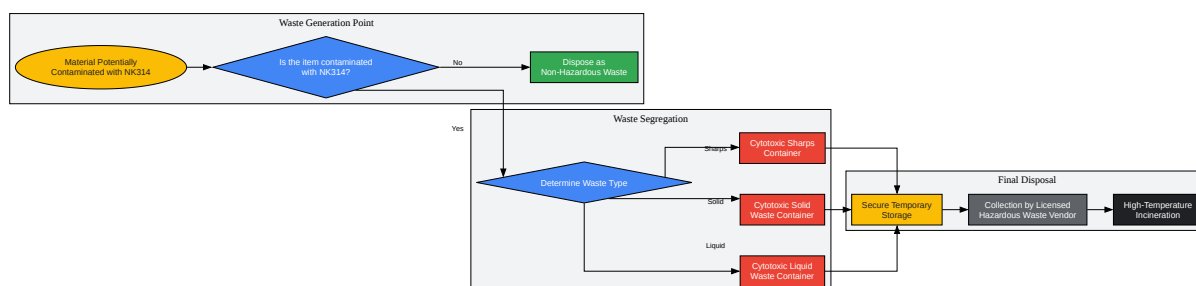 Waste Generation Point
Material Potentially
Contaminated with NK314
Is the item contaminated
with NK314?
No
Dispose as
Non-Hazardous Waste
Yes
Waste Segregation
Determine Waste Type
Sharps
Cytotoxic Sharps
Container
Solid
Cytotoxic Solid
Waste Container
Liquid
Cytotoxic Liquid
Waste Container
Final Disposal
Secure Temporary
Storage
Collection by Licensed
Hazardous Waste Vendor
High-Temperature
Incineration